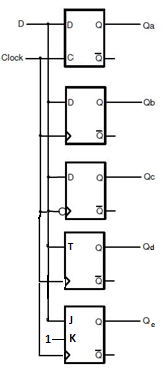 D D Q Qa
Clock C Q̅
D Q Qb
Q̅
D Q Qc
Q̅
T Q Qd
Q̅
J Q Qe
1 K
Q̅